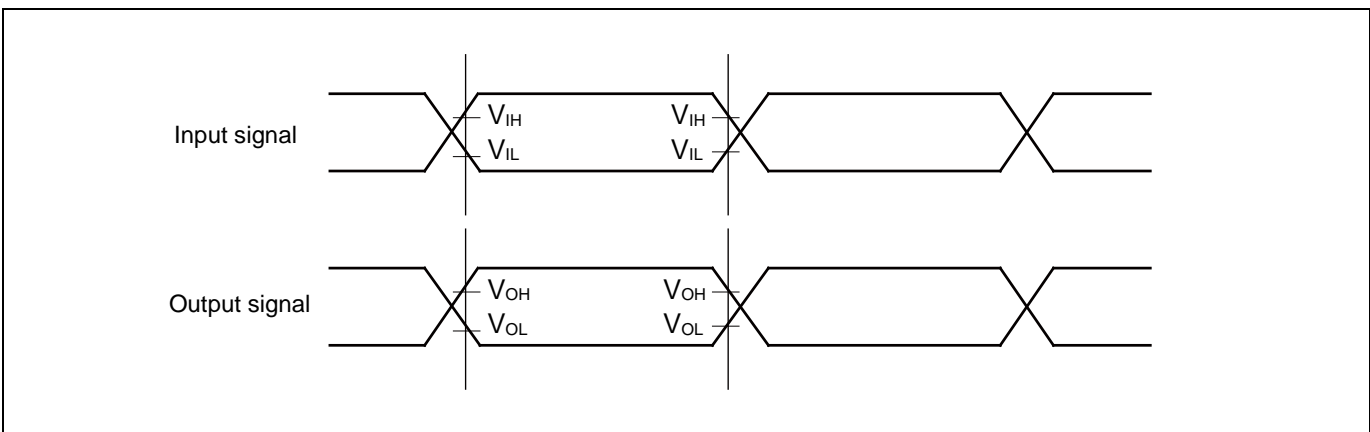 Input signal
VIH VIH
VIL VIL
Output signal
VOH VOH
VOL VOL